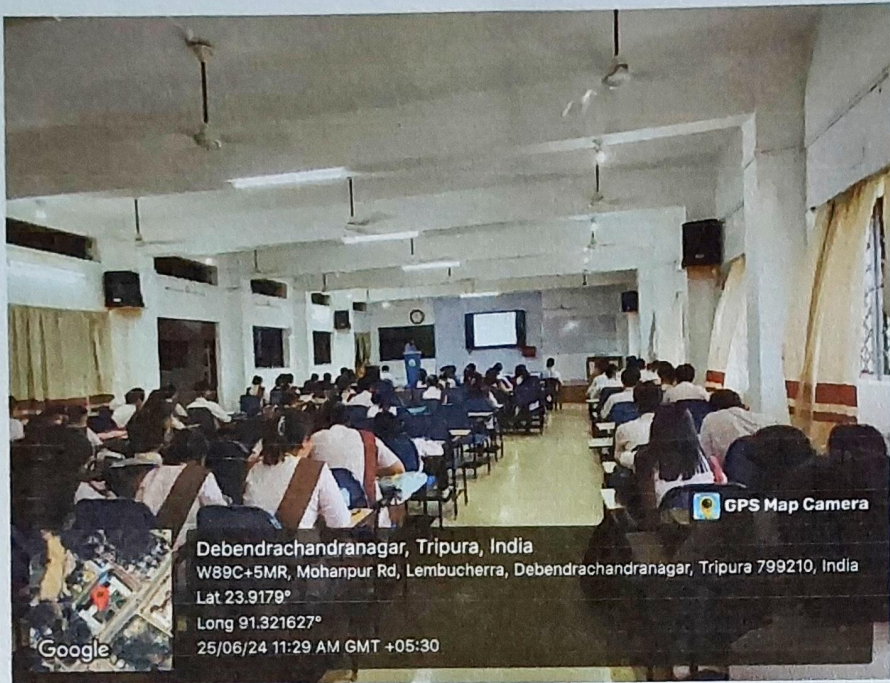 GPS Map Camera
Debendrachandranagar, Tripura, India
W89C+5MR, Mohanpur Rd, Lembucherra, Debendrachandranagar, Tripura 799210, India
Lat 23.9179°
Long 91.321627°
25/06/24 11:29 AM GMT +05:30
Google